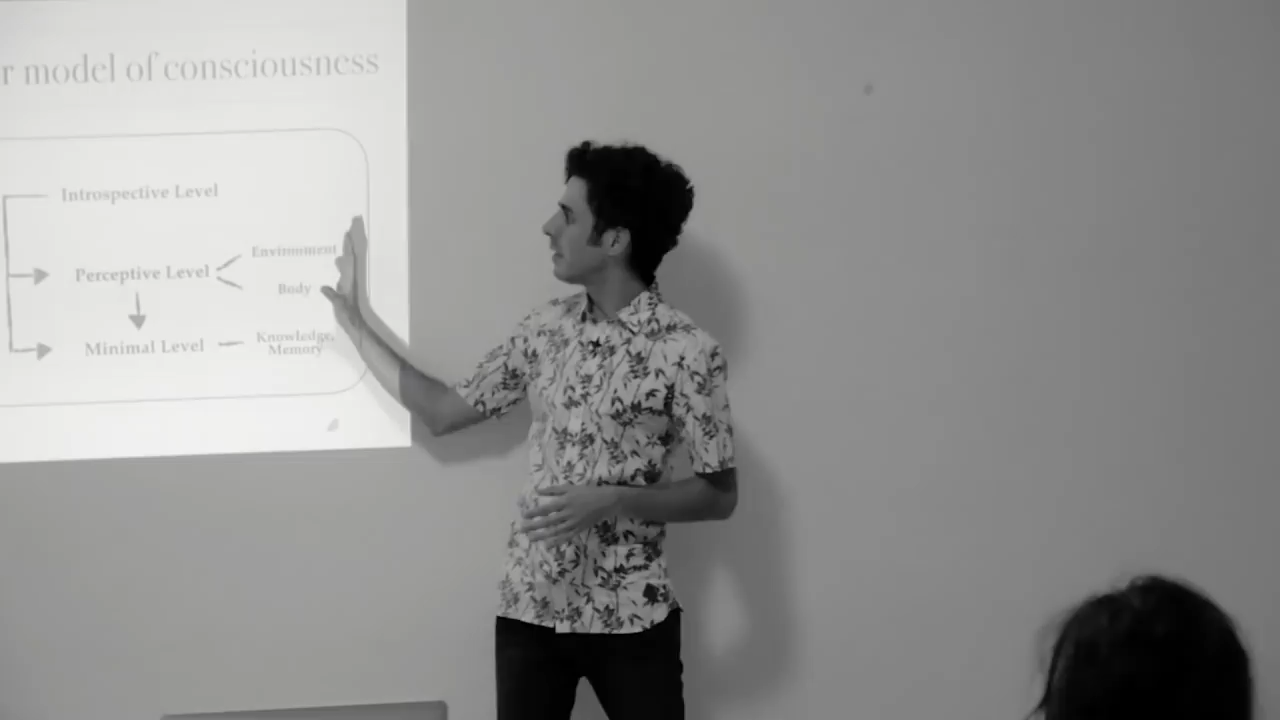 r model of consciousness
Introspective Level
Environment
Perceptive Level
Body
Knowledge,
Minimal Level
Memory